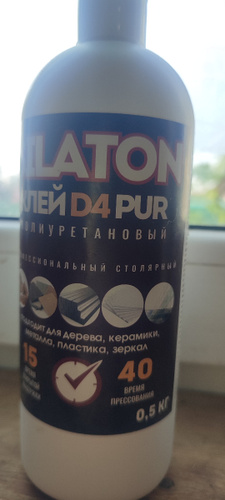 TLATON
КЛЕЙ D4 PUR
ПОЛИУРЕТАНОВЫЙ
ПРОФЕССИОНАЛЬНЫЙ СТОЛЯРНЫЙ
ПОДХОДИТ ДЛЯ ДЕРЕВА, КЕРАМИКИ,
МЕТАЛЛА, ПЛАСТИКА, ЗЕРКАЛ
15
40
ВРЕМЯ
ПРЕССОВАНИЯ
0,5 КГ